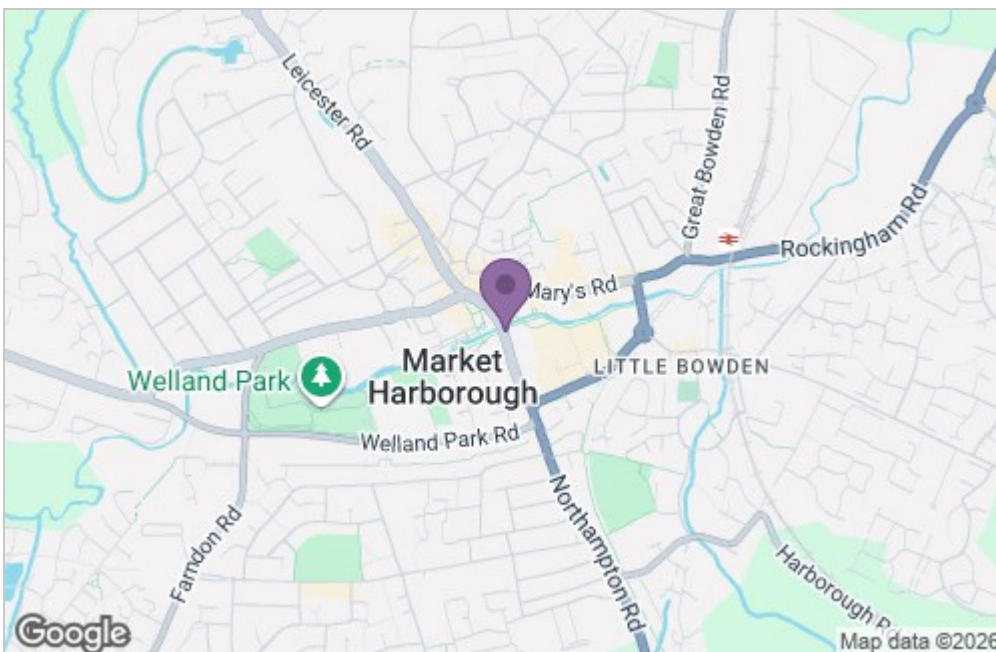 Leicester Rd
Great Bowden Rd
Rockingham Rd
Mary's Rd
Market
Harborough
LITTLE BOWDEN
Welland Park
Welland Park Rd
Farndon Rd
Northampton Rd
Harborough Rd
Google
Map data ©2026